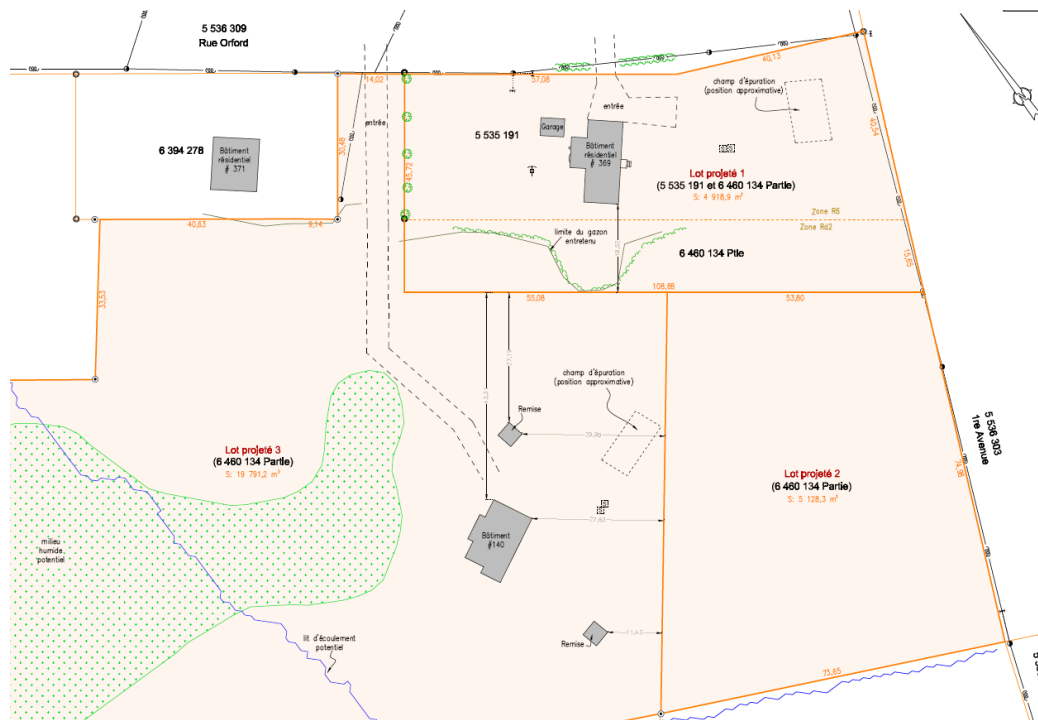 5 536 309
Rue Orford
14,02
57,08
40,13
entrée
entrée
champ d'épuration
(position approximative)
6 394 278
Bâtiment
résidentiel
# 371
30,48
45,72
5 535 191
Garage
Bâtiment
résidentiel
# 369
40,54
Lot projeté 1
(5 535 191 et 6 460 134 Partie)
S: 4 918,9 m²
Zone R6
Zone Rd2
40,63
9,14
limite du gazon
entretenu
6 460 134 Ptie
15,65
33,53
55,08
108,88
53,80
champ d'épuration
(position approximative)
Remise
5 536 303
1re Avenue
74,98
Lot projeté 3
(6 460 134 Partie)
S: 19 791,2 m²
Lot projeté 2
(6 460 134 Partie)
S: 5 128,3 m²
milieu
humide
potentiel
Bâtiment
#140
lit d'écoulement
potentiel
Remise
11,43
73,65